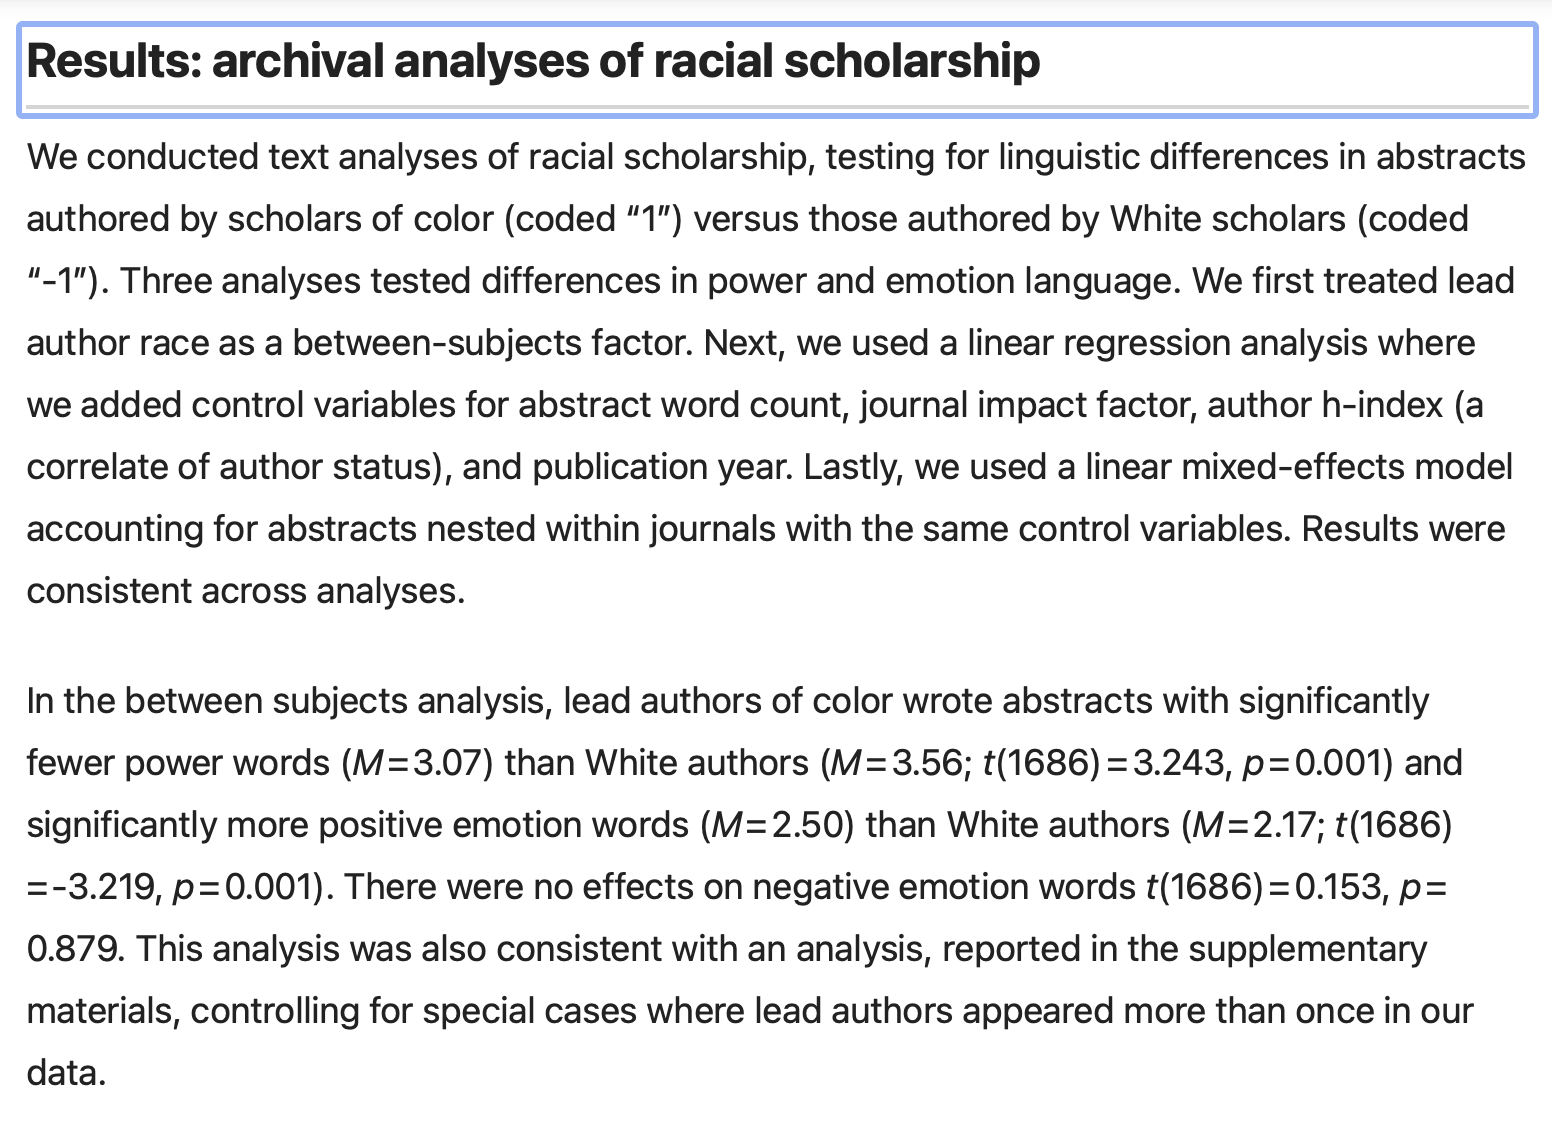 Results: archival analyses of racial scholarship
We conducted text analyses of racial scholarship, testing for linguistic differences in abstracts
authored by scholars of color (coded “1”) versus those authored by White scholars (coded
“-1”). Three analyses tested differences in power and emotion language. We first treated lead
author race as a between-subjects factor. Next, we used a linear regression analysis where
we added control variables for abstract word count, journal impact factor, author h-index (a
correlate of author status), and publication year. Lastly, we used a linear mixed-effects model
accounting for abstracts nested within journals with the same control variables. Results were
consistent across analyses.
In the between subjects analysis, lead authors of color wrote abstracts with significantly
fewer power words (M = 3.07) than White authors (M = 3.56; t(1686) = 3.243, p = 0.001) and
significantly more positive emotion words (M = 2.50) than White authors (M = 2.17; t(1686)
= -3.219, p = 0.001). There were no effects on negative emotion words t(1686) = 0.153, p =
0.879. This analysis was also consistent with an analysis, reported in the supplementary
materials, controlling for special cases where lead authors appeared more than once in our
data.